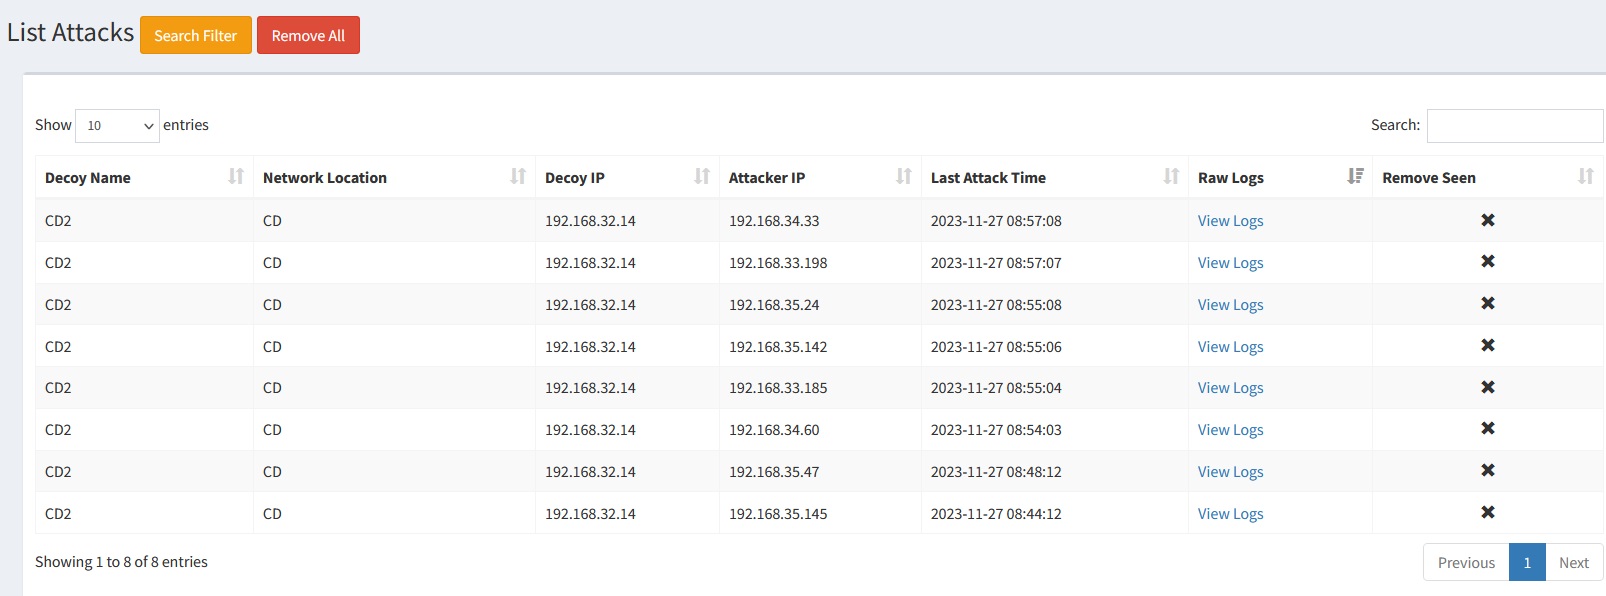 List Attacks Search Filter Remove All
Show 10 entries Search:
Decoy Name Network Location Decoy IP Attacker IP Last Attack Time Raw Logs Remove Seen
CD2 CD 192.168.32.14 192.168.34.33 2023-11-27 08:57:08 View Logs
CD2 CD 192.168.32.14 192.168.33.198 2023-11-27 08:57:07 View Logs
CD2 CD 192.168.32.14 192.168.35.24 2023-11-27 08:55:08 View Logs
CD2 CD 192.168.32.14 192.168.35.142 2023-11-27 08:55:06 View Logs
CD2 CD 192.168.32.14 192.168.33.185 2023-11-27 08:55:04 View Logs
CD2 CD 192.168.32.14 192.168.34.60 2023-11-27 08:54:03 View Logs
CD2 CD 192.168.32.14 192.168.35.47 2023-11-27 08:48:12 View Logs
CD2 CD 192.168.32.14 192.168.35.145 2023-11-27 08:44:12 View Logs
Showing 1 to 8 of 8 entries Previous 1 Next